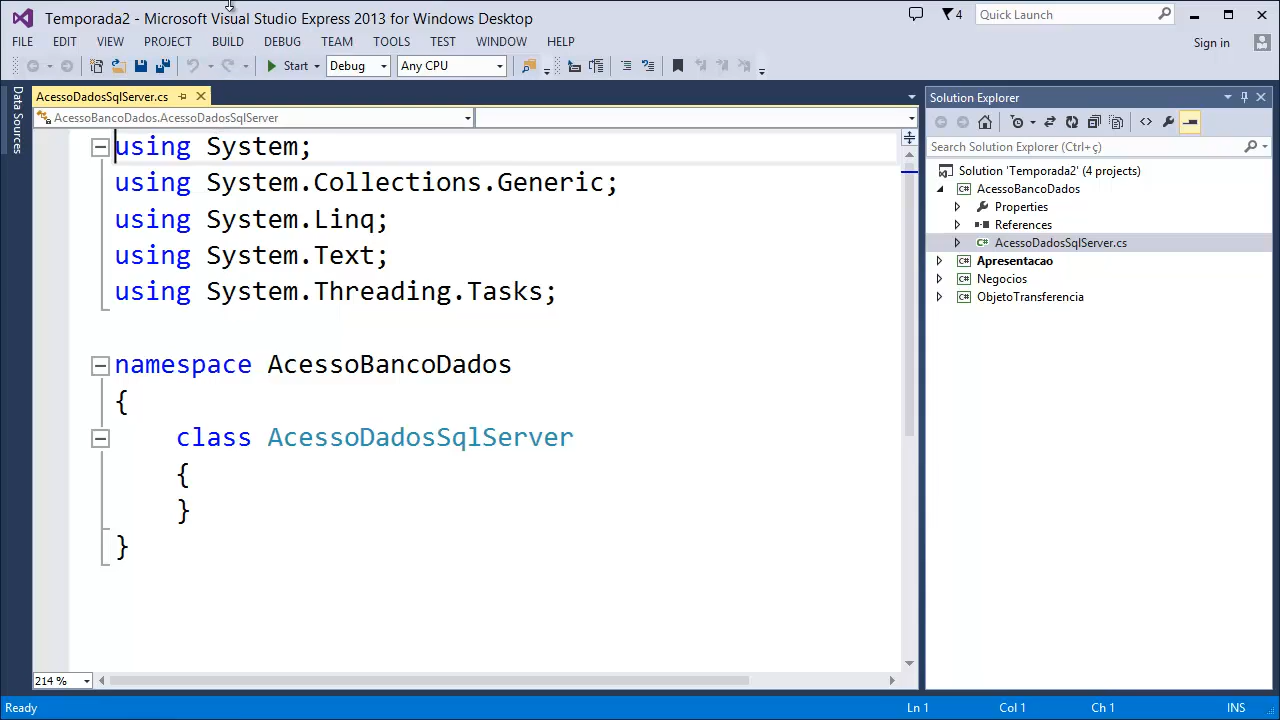 Temporada2 - Microsoft Visual Studio Express 2013 for Windows Desktop
4
Quick Launch
FILE EDIT VIEW PROJECT BUILD DEBUG TEAM TOOLS TEST WINDOW HELP
Sign in
Start Debug Any CPU
Data Sources
AcessoDadosSqlServer.cs
AcessoBancoDados.AcessoDadosSqlServer
using System;
using System.Collections.Generic;
using System.Linq;
using System.Text;
using System.Threading.Tasks;
namespace AcessoBancoDados
{
class AcessoDadosSqlServer
{
}
}
214 %
Solution Explorer
Search Solution Explorer (Ctrl+ç)
Solution 'Temporada2' (4 projects)
AcessoBancoDados
Properties
References
AcessoDadosSqlServer.cs
Apresentacao
Negocios
ObjetoTransferencia
Ready Ln 1 Col 1 Ch 1 INS